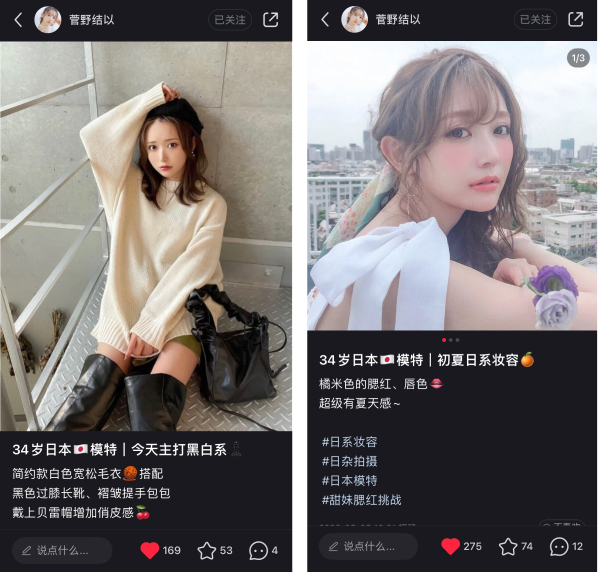 菅野结以
已关注
34岁日本🇯🇵模特｜今天主打黑白系
简约款白色宽松毛衣🧶搭配
黑色过膝长靴、褶皱提手包包
戴上贝雷帽增加俏皮感🍒
说点什么...
169
53
4
菅野结以
已关注
1/3
34岁日本🇯🇵模特｜初夏日系妆容🍊
橘米色的腮红、唇色👄
超级有夏天感~
#日系妆容
#日杂拍摄
#日本模特
#甜妹腮红挑战
说点什么...
275
74
12